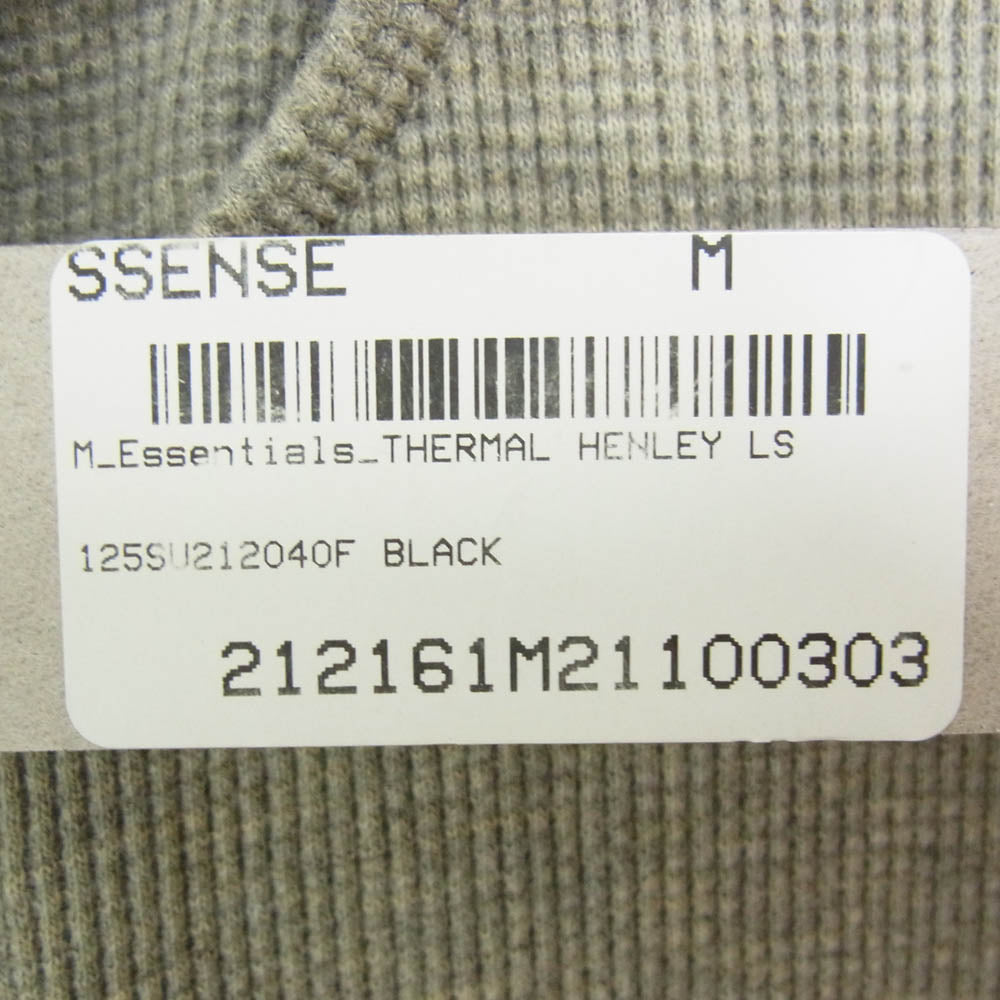 SSENSE M
M_Essentials_THERMAL HENLEY LS
125SU212040F BLACK
212161M21100303